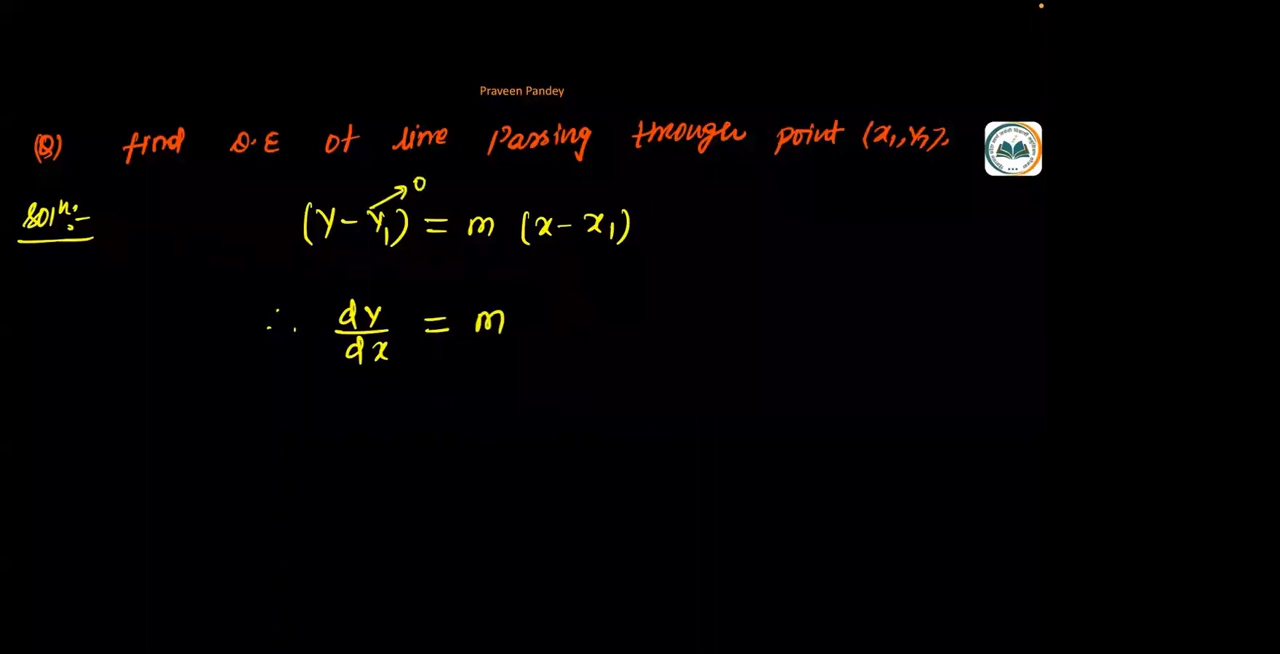 Praveen Pandey
(Q) find D.E of line passing through point (x₁,y₁).
Solⁿ:-
0
(y-y₁) = m (x-x₁)
∴ dy/dx = m